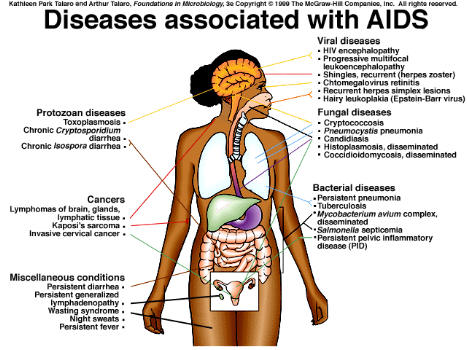 Kathleen Park Talaro and Arthur Talaro, Foundations in Microbiology, 3e Copyright © 1999 The McGraw-Hill Companies, Inc. All rights reserved.
Diseases associated with AIDS
Viral diseases
• HIV encephalopathy
• Progressive multifocal
leukoencephalopathy
• Shingles, recurrent (herpes zoster)
• Chtomegalovirus retinitis
• Recurrent herpes simplex lesions
• Hairy leukoplakia (Epstein-Barr virus)
Fungal diseases
• Cryptococcosis
• Pneumocystis pneumonia
• Candidiasis
• Histoplasmosis, disseminated
• Coccidioidomycosis, disseminated
Protozoan diseases
Toxoplasmosis •
Chronic Cryptosporidium •
diarrhea
Chronic Isospora diarrhea •
Cancers
Lymphomas of brain, glands, •
lymphatic tissue
Kaposi's sarcoma •
Invasive cervical cancer •
Bacterial diseases
• Persistent pneumonia
• Tuberculosis
• Mycobacterium avium complex,
disseminated
• Salmonella septicemia
• Persistent pelvic inflammatory
disease (PID)
Miscellaneous conditions
Persistent diarrhea •
Persistent generalized •
lymphadenopathy
Wasting syndrome •
Night sweats •
Persistent fever •